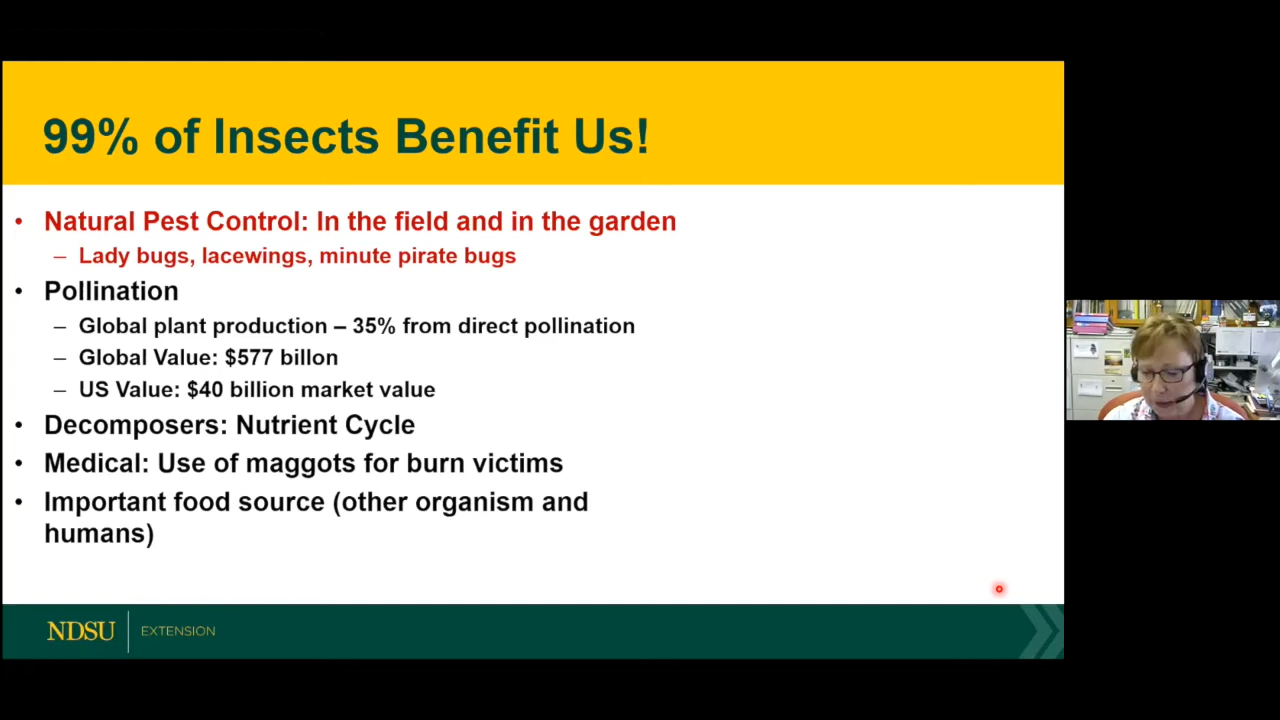 99% of Insects Benefit Us!
• Natural Pest Control: In the field and in the garden
– Lady bugs, lacewings, minute pirate bugs
• Pollination
– Global plant production – 35% from direct pollination
– Global Value: $577 billon
– US Value: $40 billion market value
• Decomposers: Nutrient Cycle
• Medical: Use of maggots for burn victims
• Important food source (other organism and
humans)
NDSU EXTENSION